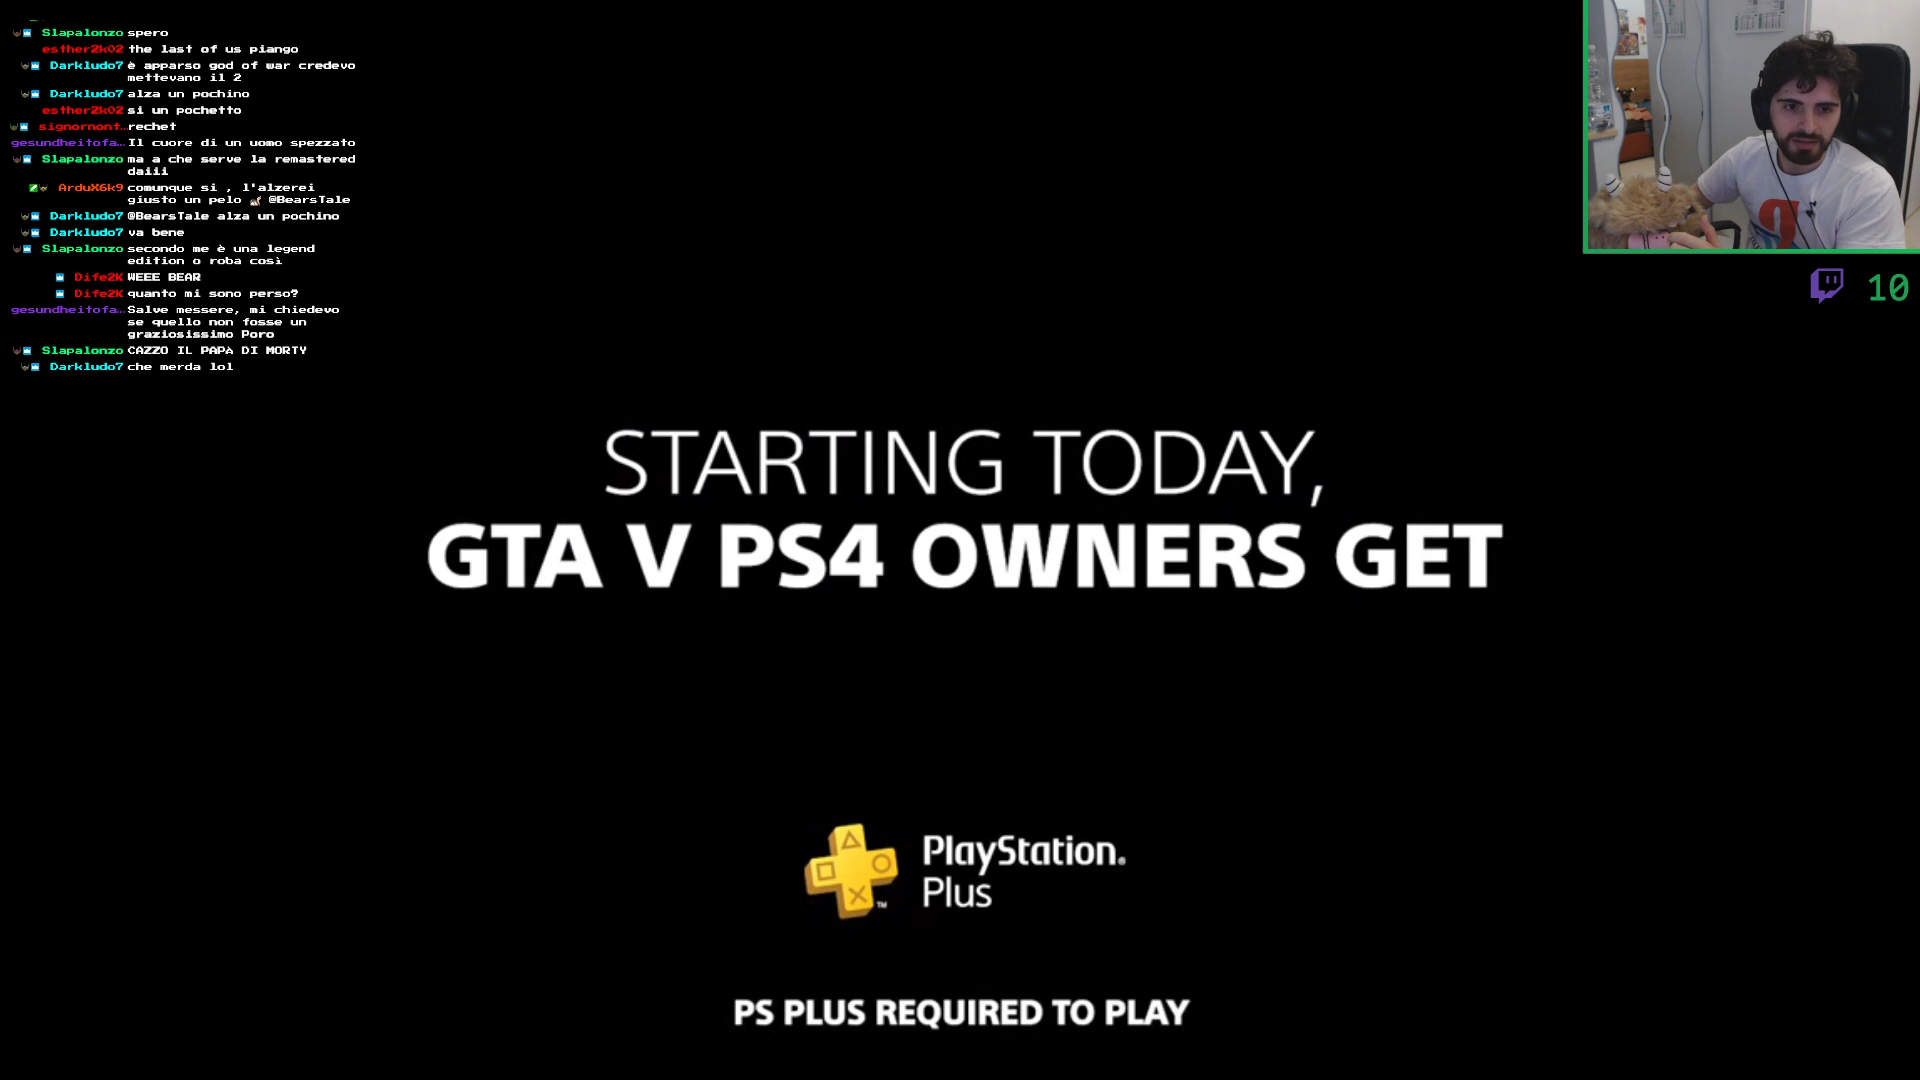 Slapalonzo spero
esther2k02 the last of us piango
Darkludo7 è apparso god of war credevo
mettevano il 2
Darkludo7 alza un pochino
esther2k02 si un pochetto
signornont… rechet
gesundheitofa… Il cuore di un uomo spezzato
Slapalonzo ma a che serve la remastered
daiii
ArduX6k9 comunque si , l'alzerei
giusto un pelo @BearsTale
Darkludo7 @BearsTale alza un pochino
Darkludo7 va bene
Slapalonzo secondo me è una legend
edition o roba così
Dife2K WEEE BEAR
Dife2K quanto mi sono perso?
gesundheitofa… Salve messere, mi chiedevo
se quello non fosse un
graziosissimo Poro
Slapalonzo CAZZO IL PAPÀ DI MORTY
Darkludo7 che merda lol
10
STARTING TODAY,
GTA V PS4 OWNERS GET
PlayStation®
Plus
TM
PS PLUS REQUIRED TO PLAY